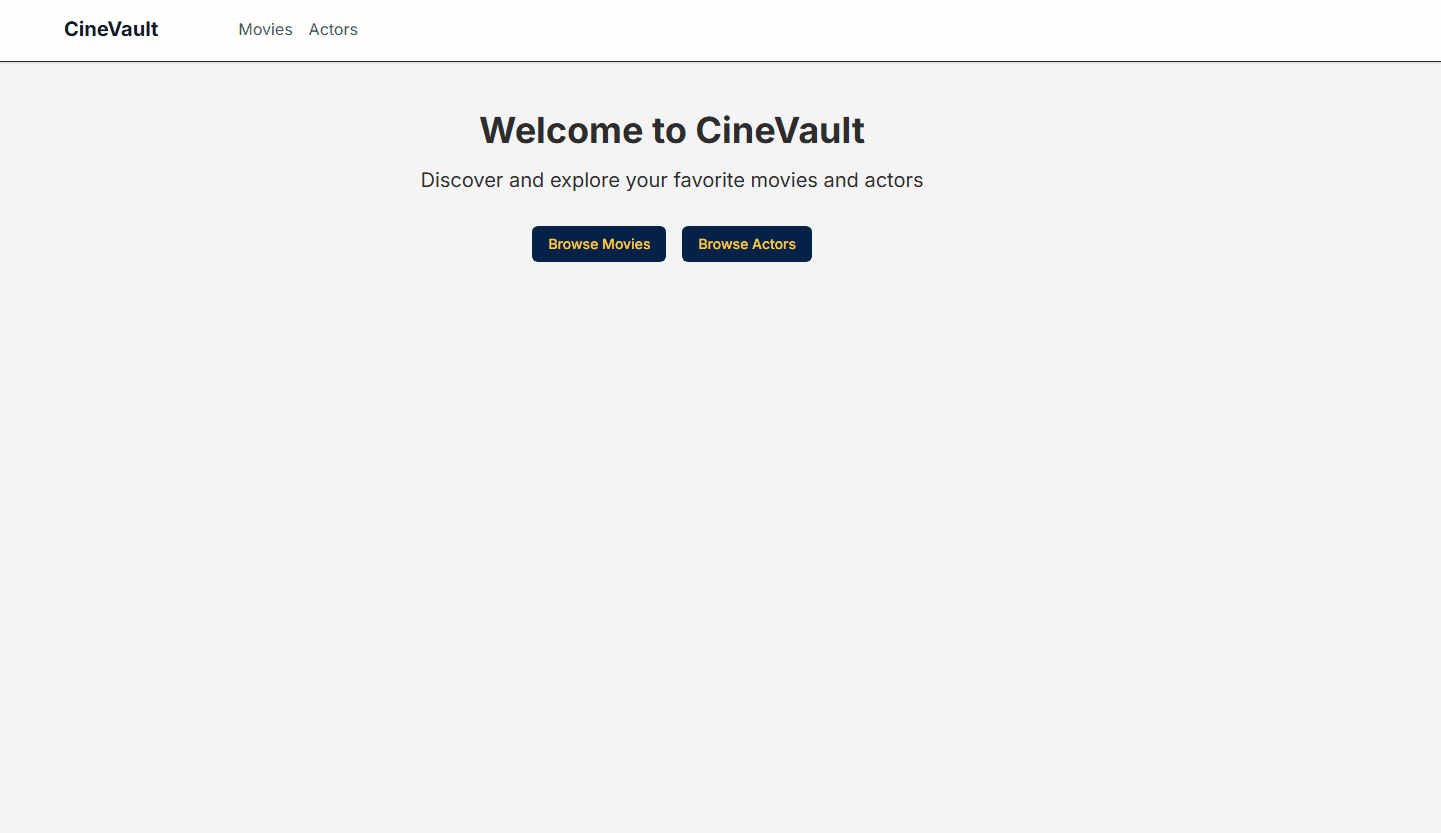 CineVault Movies Actors
Welcome to CineVault
Discover and explore your favorite movies and actors
Browse Movies Browse Actors